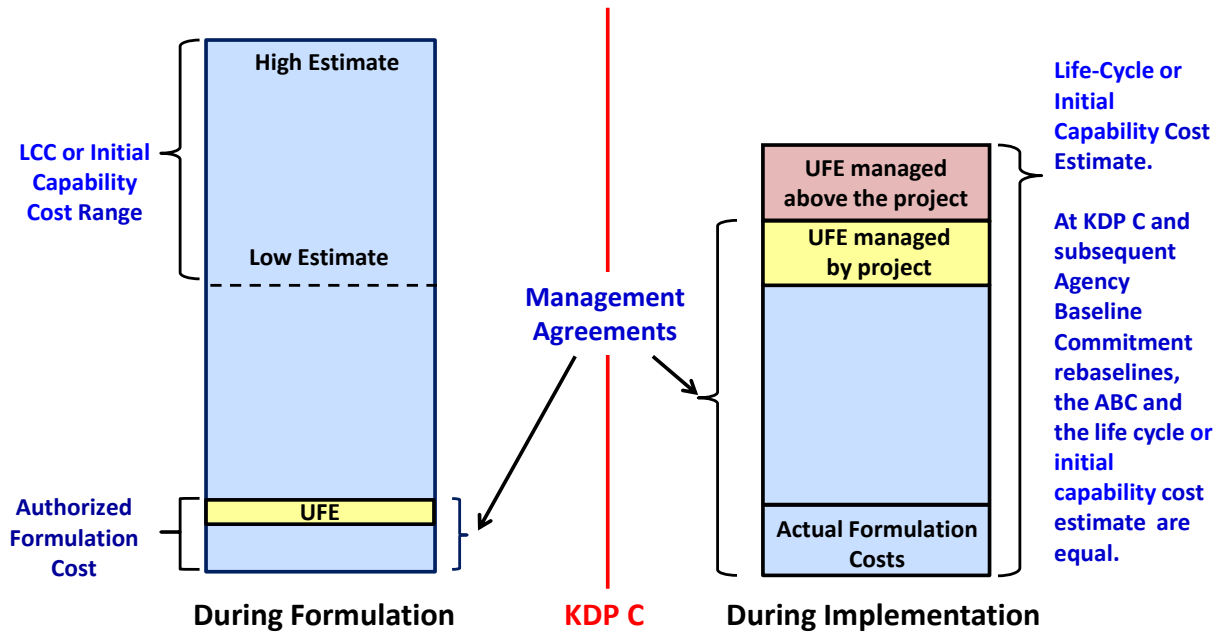 High Estimate
LCC or Initial
Capability
Cost Range
Low Estimate
Authorized
Formulation
Cost
UFE
During Formulation
Management
Agreements
KDP C
UFE managed
above the project
UFE managed
by project
Actual Formulation
Costs
During Implementation
Life-Cycle or
Initial
Capability Cost
Estimate.
At KDP C and
subsequent
Agency
Baseline
Commitment
rebaselines,
the ABC and
the life cycle or
initial
capability cost
estimate are
equal.